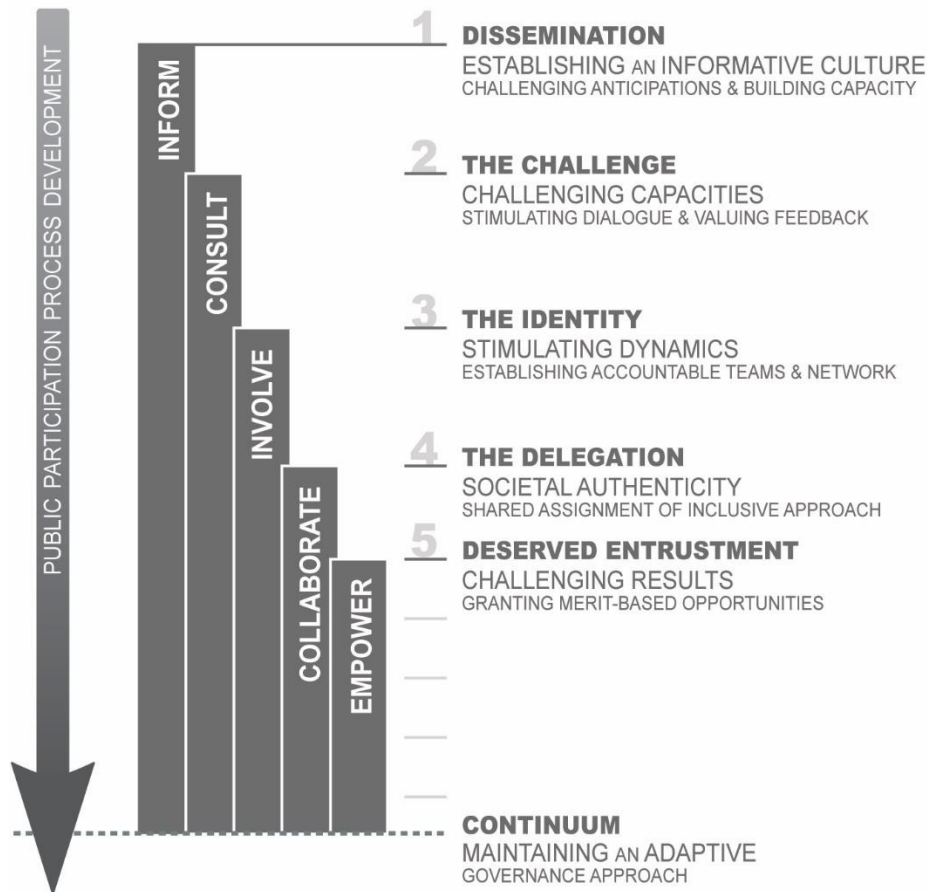 PUBLIC PARTICIPATION PROCESS DEVELOPMENT
INFORM
CONSULT
INVOLVE
COLLABORATE
EMPOWER
1
DISSEMINATION
ESTABLISHING AN INFORMATIVE CULTURE
CHALLENGING ANTICIPATIONS & BUILDING CAPACITY
2
THE CHALLENGE
CHALLENGING CAPACITIES
STIMULATING DIALOGUE & VALUING FEEDBACK
3
THE IDENTITY
STIMULATING DYNAMICS
ESTABLISHING ACCOUNTABLE TEAMS & NETWORK
4
THE DELEGATION
SOCIETAL AUTHENTICITY
SHARED ASSIGNMENT OF INCLUSIVE APPROACH
5
DESERVED ENTRUSTMENT
CHALLENGING RESULTS
GRANTING MERIT-BASED OPPORTUNITIES
CONTINUUM
MAINTAINING AN ADAPTIVE
GOVERNANCE APPROACH